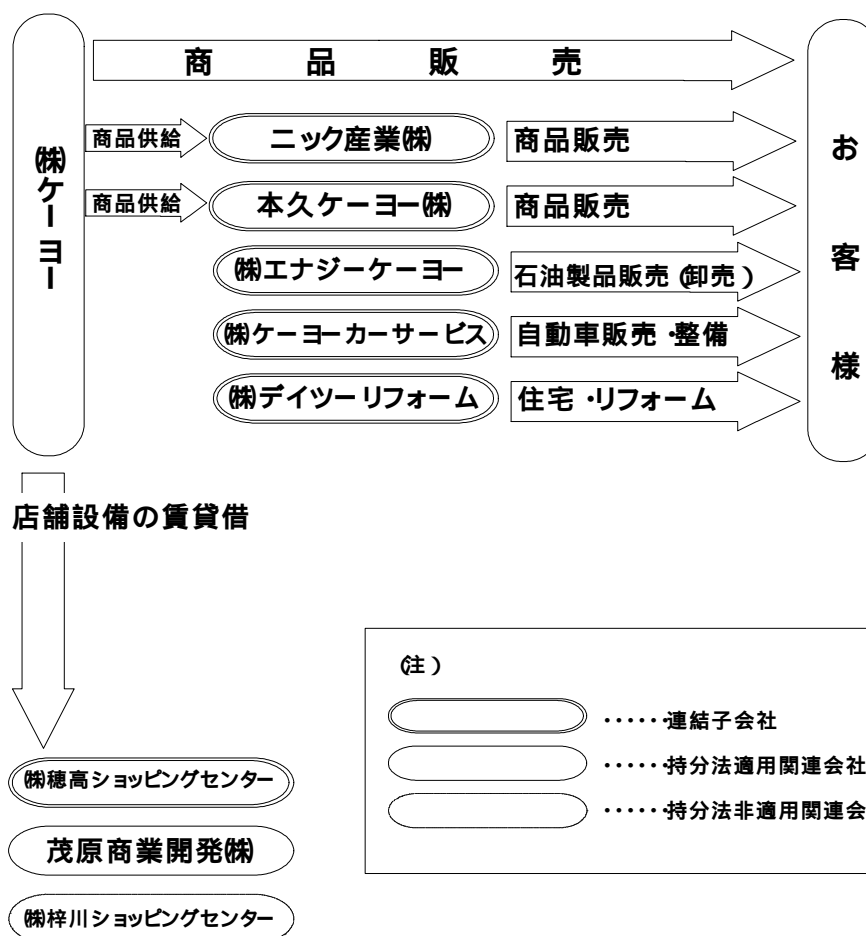 商品販売
㈱ケーヨー
お客様
商品供給 ニック産業㈱ 商品販売
商品供給 本久ケーヨー㈱ 商品販売
㈱エナジーケーヨー 石油製品販売(卸売)
㈱ケーヨーカーサービス 自動車販売・整備
㈱デイツーリフォーム 住宅・リフォーム
店舗設備の賃貸借
㈱穂高ショッピングセンター
茂原商業開発㈱
㈱梓川ショッピングセンター
(注)
・・・・・・連結子会社
・・・・・・持分法適用関連会社
・・・・・・持分法非適用関連会